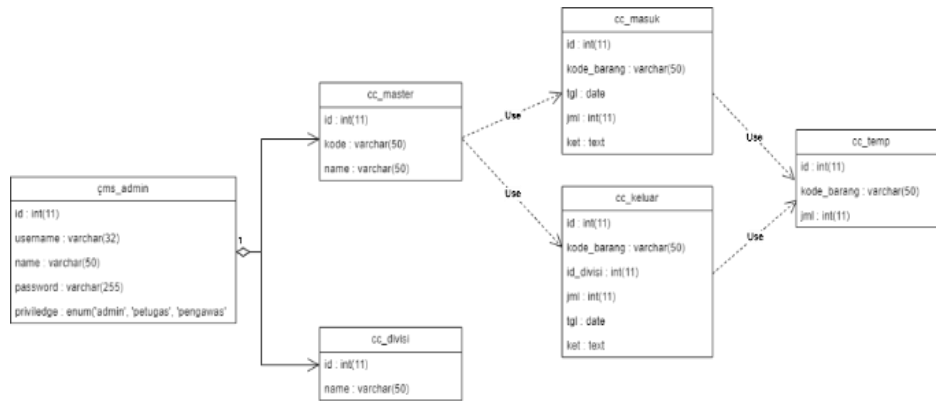 çms_admin
id : int(11)
username : varchar(32)
name : varchar(50)
password : varchar(255)
priviledge : enum('admin', 'petugas', 'pengawas'
1
cc_master
id : int(11)
kode : varchar(50)
name : varchar(50)
cc_divisi
id : int(11)
name : varchar(50)
Use
Use
cc_masuk
id : int(11)
kode_barang : varchar(50)
tgl : date
jml : int(11)
ket : text
cc_keluar
id : int(11)
kode_barang : varchar(50)
id_divisi : int(11)
jml : int(11)
tgl : date
ket : text
Use
Use
cc_temp
id : int(11)
kode_barang : varchar(50)
jml : int(11)